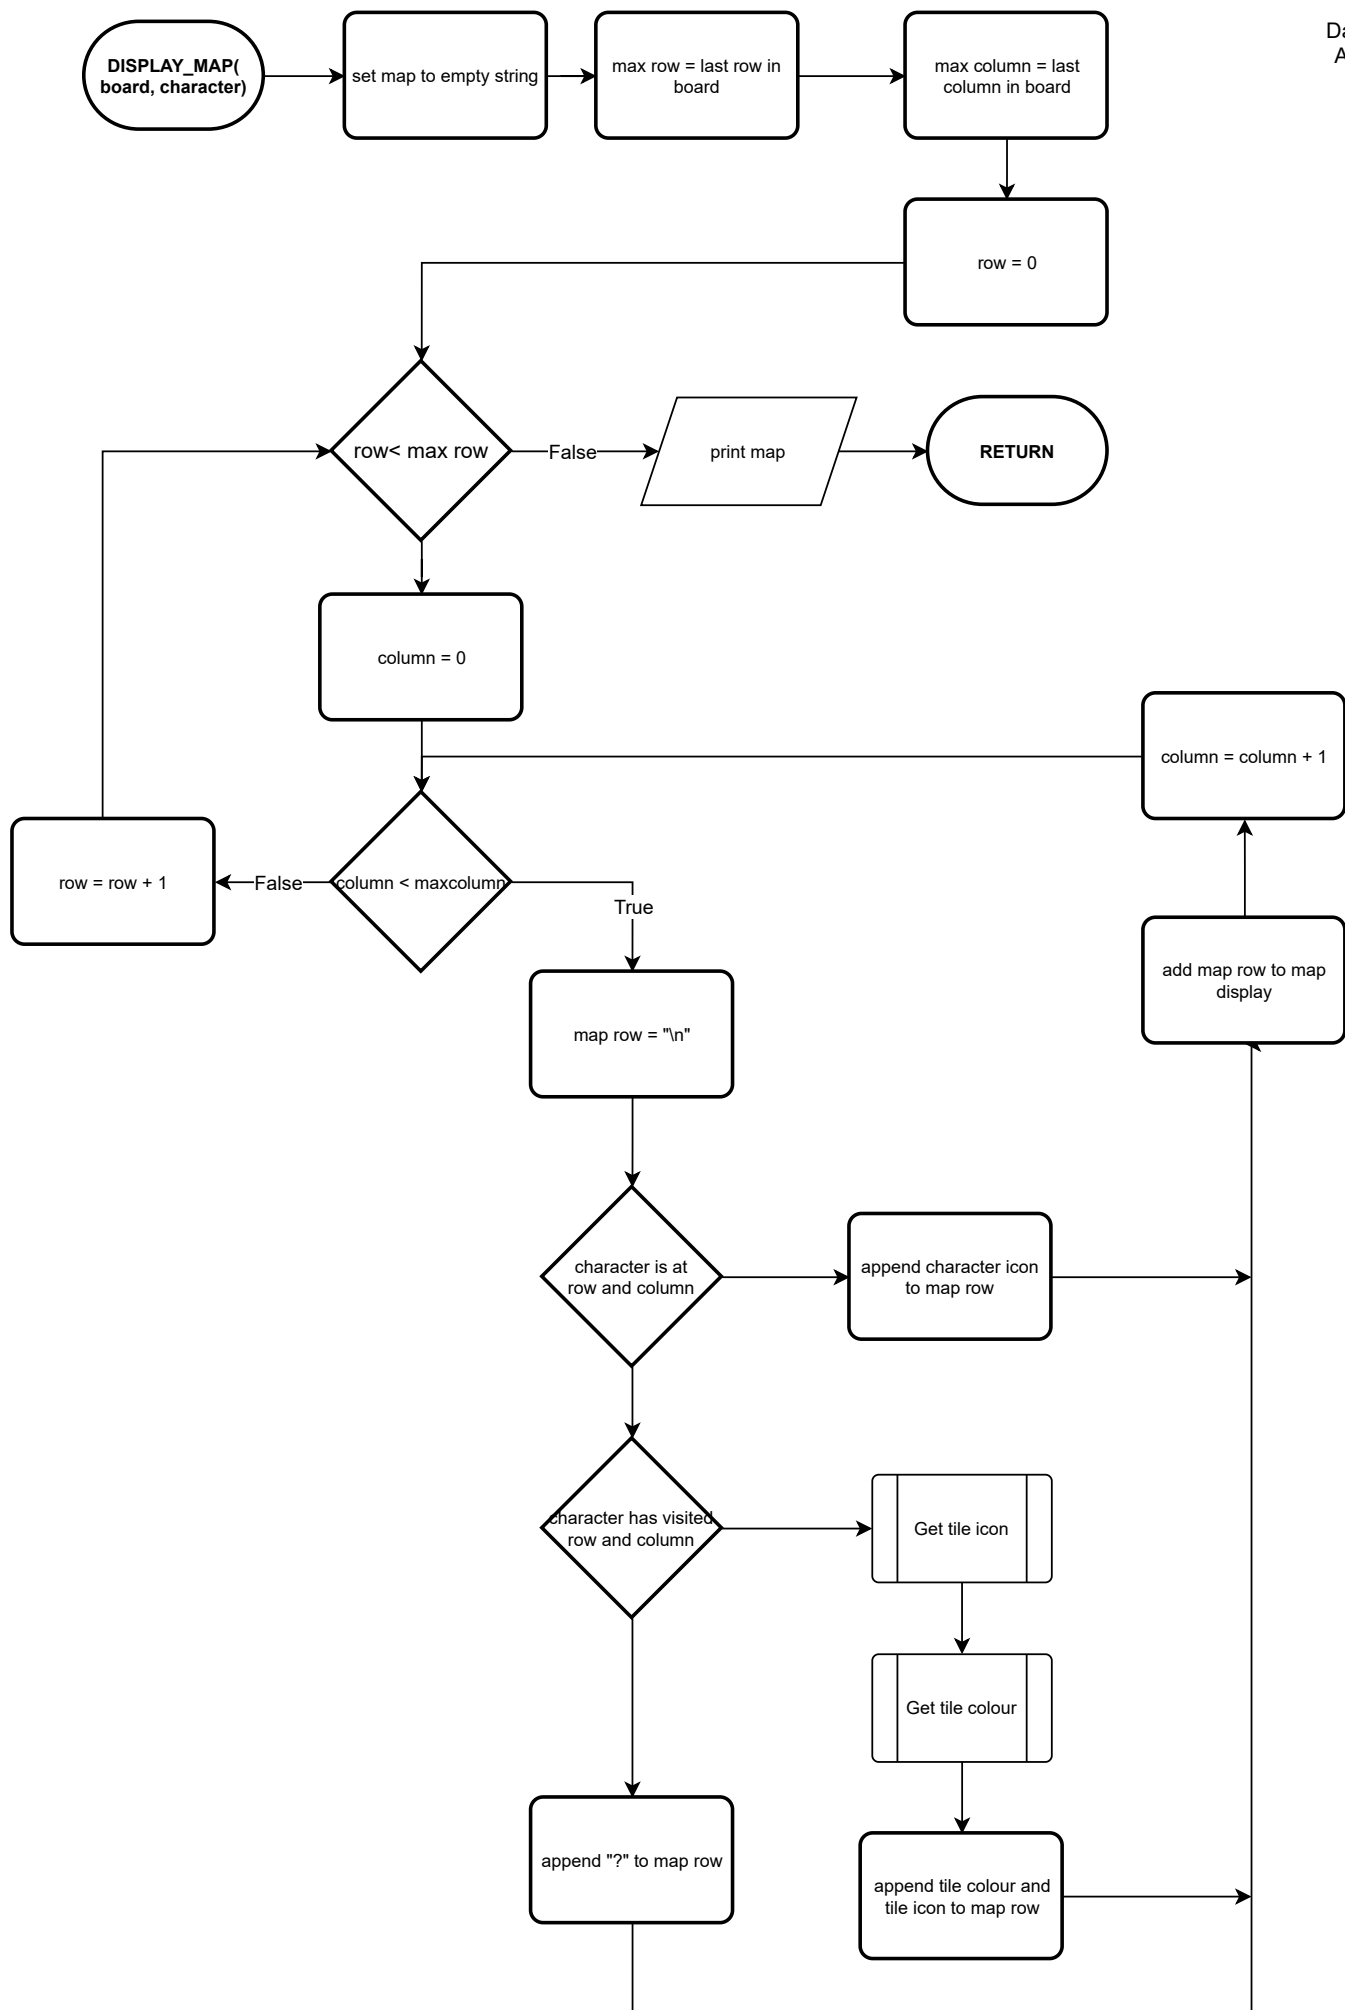 DISPLAY_MAP(
board, character)
set map to empty string
max row = last row in
board
max column = last
column in board
row = 0
row< max row
False
print map
RETURN
column = 0
column = column + 1
row = row + 1
False
column < maxcolumn
True
add map row to map
display
map row = "\n"
character is at
row and column
append character icon
to map row
character has visited
row and column
Get tile icon
Get tile colour
append "?" to map row
append tile colour and
tile icon to map row